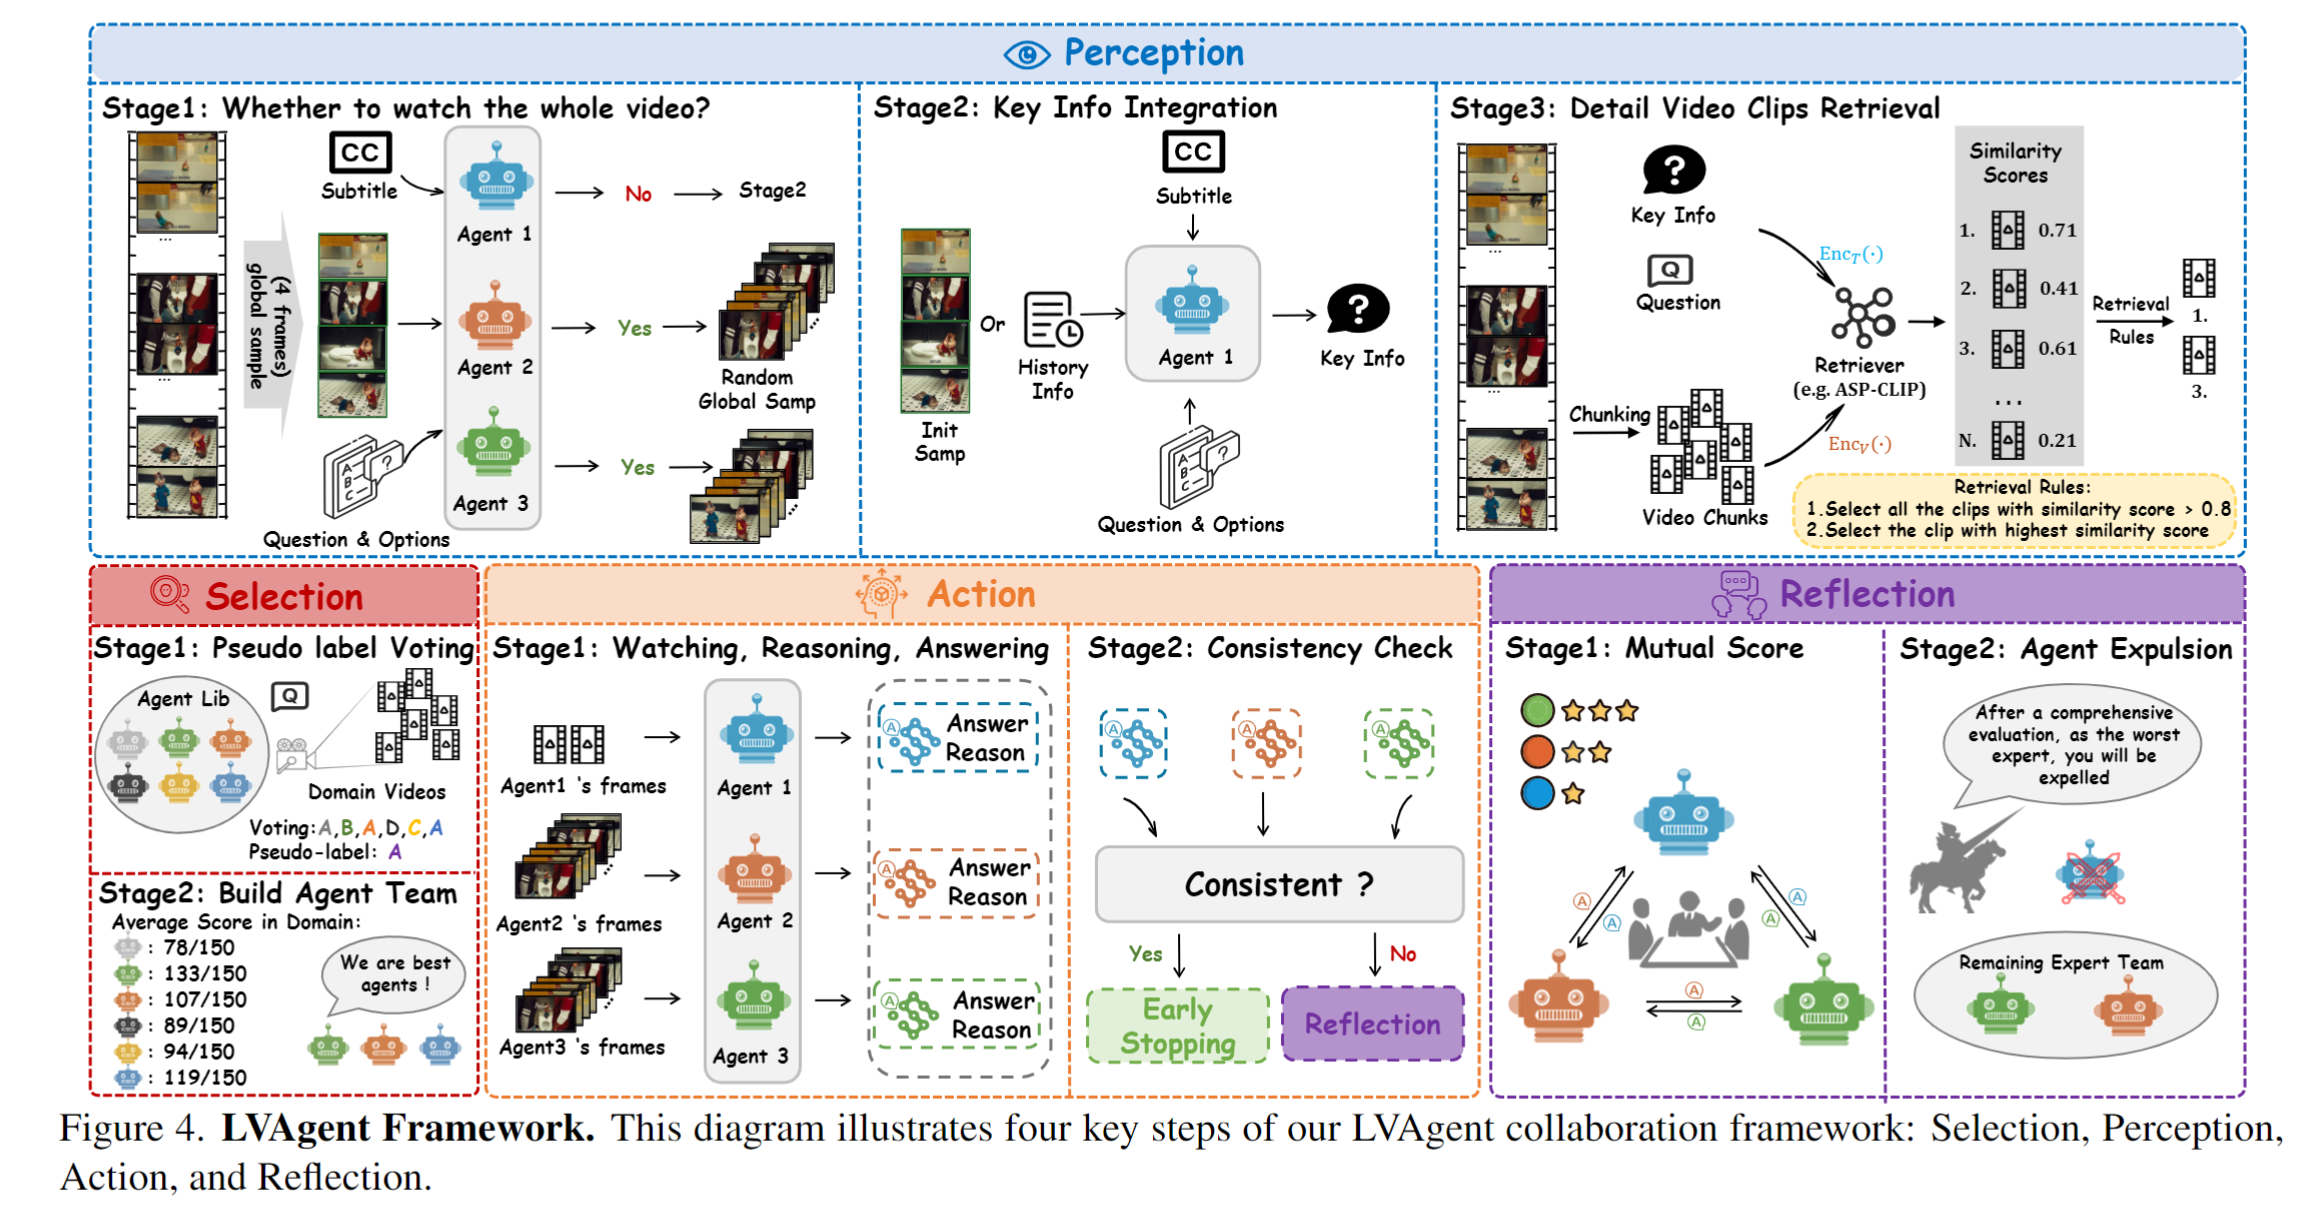 Perception
Stage1: Whether to watch the whole video?
CC
Subtitle
(4 frames)
global sample
...
...
Question & Options
A
B
C
?
Agent 1
Agent 2
Agent 3
No
Stage2
Yes
Random
Global Samp
Yes
Stage2: Key Info Integration
CC
Subtitle
Init
Samp
Or
History
Info
Agent 1
?
Key Info
A
B
C
?
Question & Options
Stage3: Detail Video Clips Retrieval
...
...
?
Key Info
Q
Question
Chunking
Video Chunks
EncT(·)
Retriever
(e.g. ASP-CLIP)
EncV(·)
Similarity
Scores
1. 0.71
2. 0.41
3. 0.61
...
N. 0.21
Retrieval
Rules
1.
3.
Retrieval Rules:
1.Select all the clips with similarity score > 0.8
2.Select the clip with highest similarity score
Selection
Stage1: Pseudo label Voting
Agent Lib
Q
Domain Videos
Voting:A,B,A,D,C,A
Pseudo-label: A
Stage2: Build Agent Team
Average Score in Domain:
: 78/150
: 133/150
: 107/150
: 89/150
: 94/150
: 119/150
We are best
agents !
Action
Stage1: Watching, Reasoning, Answering
Agent1 's frames
Agent2 's frames
Agent3 's frames
Agent 1
Agent 2
Agent 3
A
Answer
Reason
A
Answer
Reason
A
Answer
Reason
Stage2: Consistency Check
A
A
A
Consistent ?
Yes
No
Early
Stopping
Reflection
Reflection
Stage1: Mutual Score
A
A
A
A
A
A
Stage2: Agent Expulsion
After a comprehensive
evaluation, as the worst
expert, you will be
expelled
Remaining Expert Team
Figure 4. LVAgent Framework. This diagram illustrates four key steps of our LVAgent collaboration framework: Selection, Perception,
Action, and Reflection.